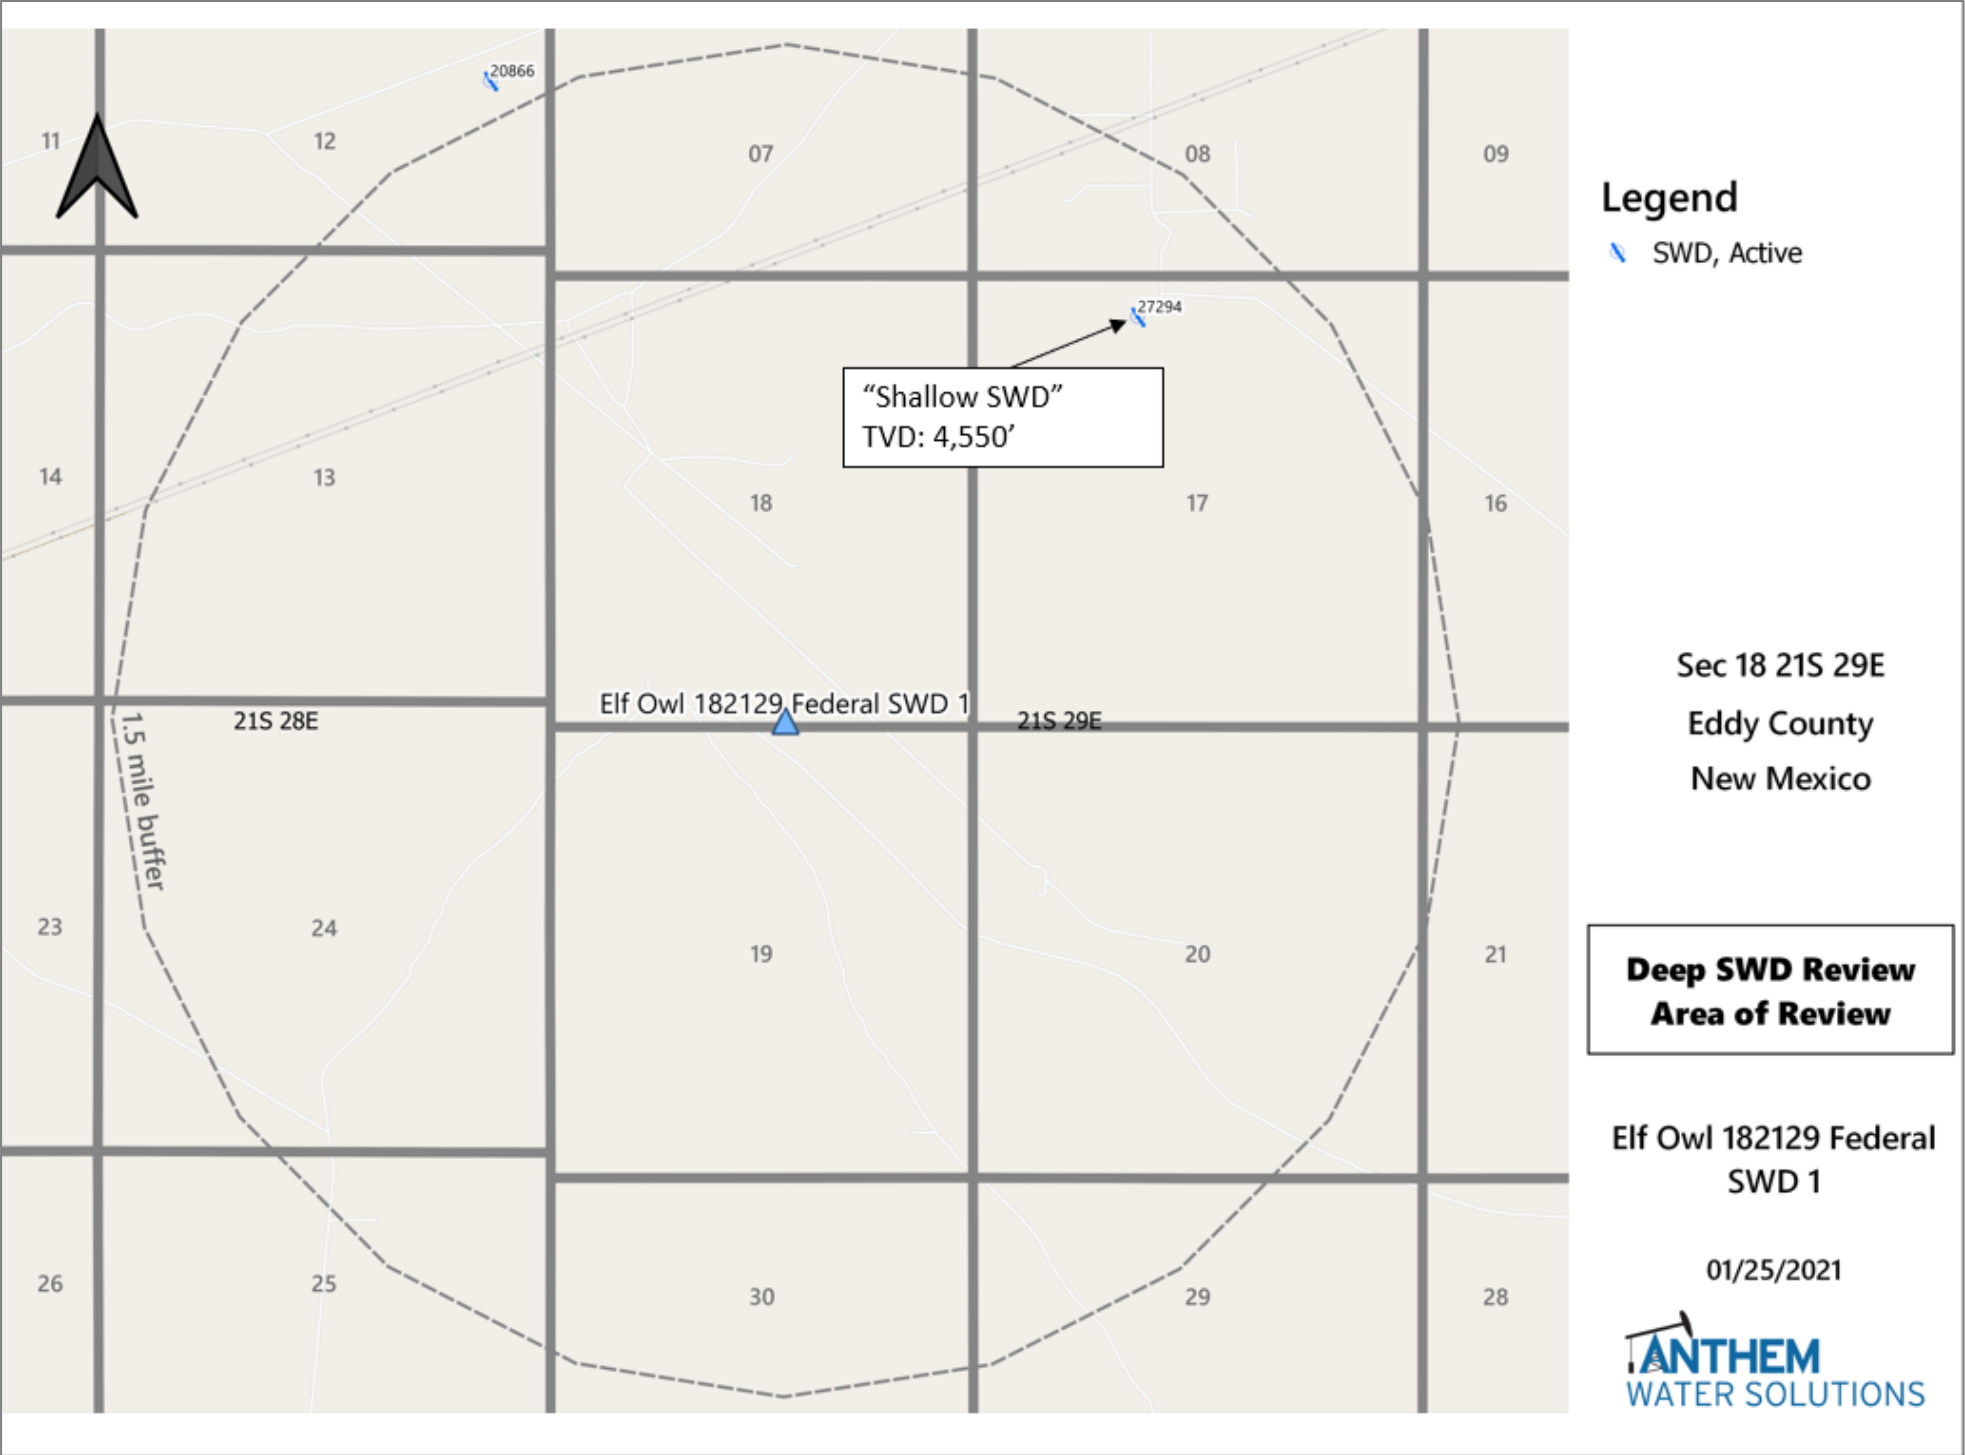 20866
11
12
07
08
09
27294
“Shallow SWD”
TVD: 4,550’
14
13
18
17
16
Elf Owl 182129 Federal SWD 1
21S 28E
21S 29E
1.5 mile buffer
23
24
19
20
21
26
25
30
29
28
Legend
SWD, Active
Sec 18 21S 29E
Eddy County
New Mexico
Deep SWD Review
Area of Review
Elf Owl 182129 Federal
SWD 1
01/25/2021
ANTHEM
WATER SOLUTIONS